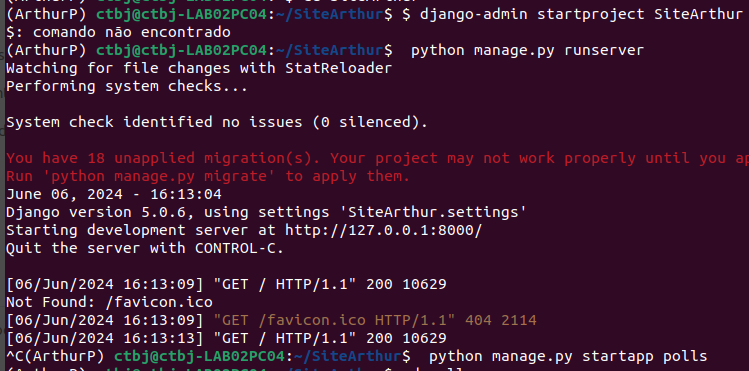 (ArthurP) ctbj@ctbj-LAB02PC04:~/SiteArthur$ $ django-admin startproject SiteArthur
$: comando não encontrado
(ArthurP) ctbj@ctbj-LAB02PC04:~/SiteArthur$  python manage.py runserver
Watching for file changes with StatReloader
Performing system checks...

System check identified no issues (0 silenced).

You have 18 unapplied migration(s). Your project may not work properly until you ap
Run 'python manage.py migrate' to apply them.
June 06, 2024 - 16:13:04
Django version 5.0.6, using settings 'SiteArthur.settings'
Starting development server at http://127.0.0.1:8000/
Quit the server with CONTROL-C.

[06/Jun/2024 16:13:09] "GET / HTTP/1.1" 200 10629
Not Found: /favicon.ico
[06/Jun/2024 16:13:09] "GET /favicon.ico HTTP/1.1" 404 2114
[06/Jun/2024 16:13:13] "GET / HTTP/1.1" 200 10629
^C(ArthurP) ctbj@ctbj-LAB02PC04:~/SiteArthur$  python manage.py startapp polls